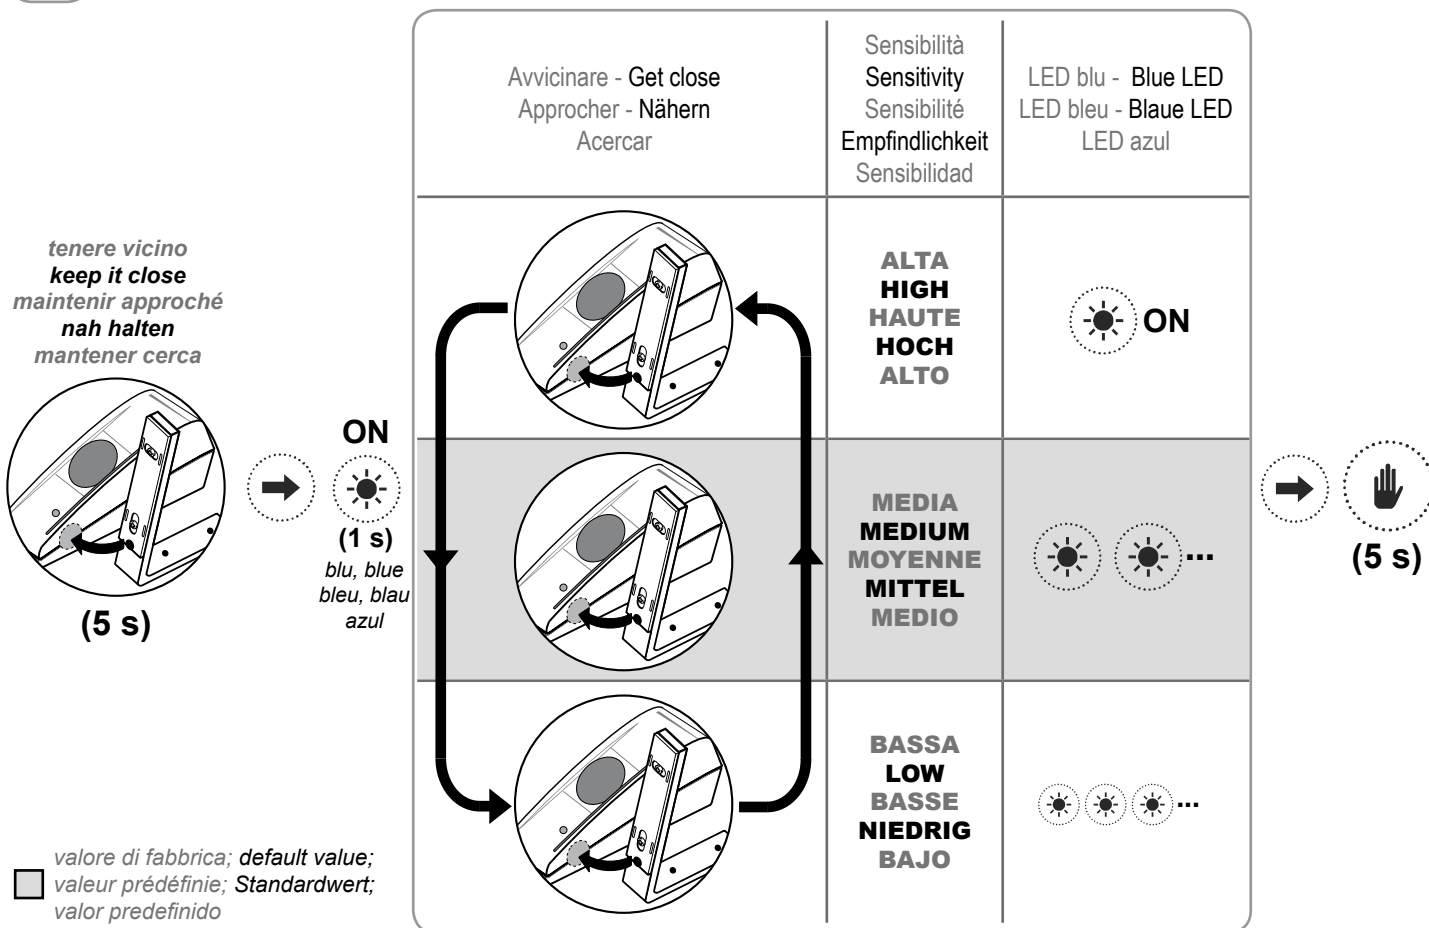 Avvicinare - Get close
Approcher - Nähern
Acercar
Sensibilità
Sensitivity
Sensibilité
Empfindlichkeit
Sensibilidad
LED blu - Blue LED
LED bleu - Blaue LED
LED azul
tenere vicino
keep it close
maintenir approché
nah halten
mantener cerca
(5 s)
ON
(1 s)
blu, blue
bleu, blau
azul
ALTA
HIGH
HAUTE
HOCH
ALTO
ON
MEDIA
MEDIUM
MOYENNE
MITTEL
MEDIO
...
BASSA
LOW
BASSE
NIEDRIG
BAJO
...
(5 s)
valore di fabbrica; default value;
valeur prédéfinie; Standardwert;
valor predefinido